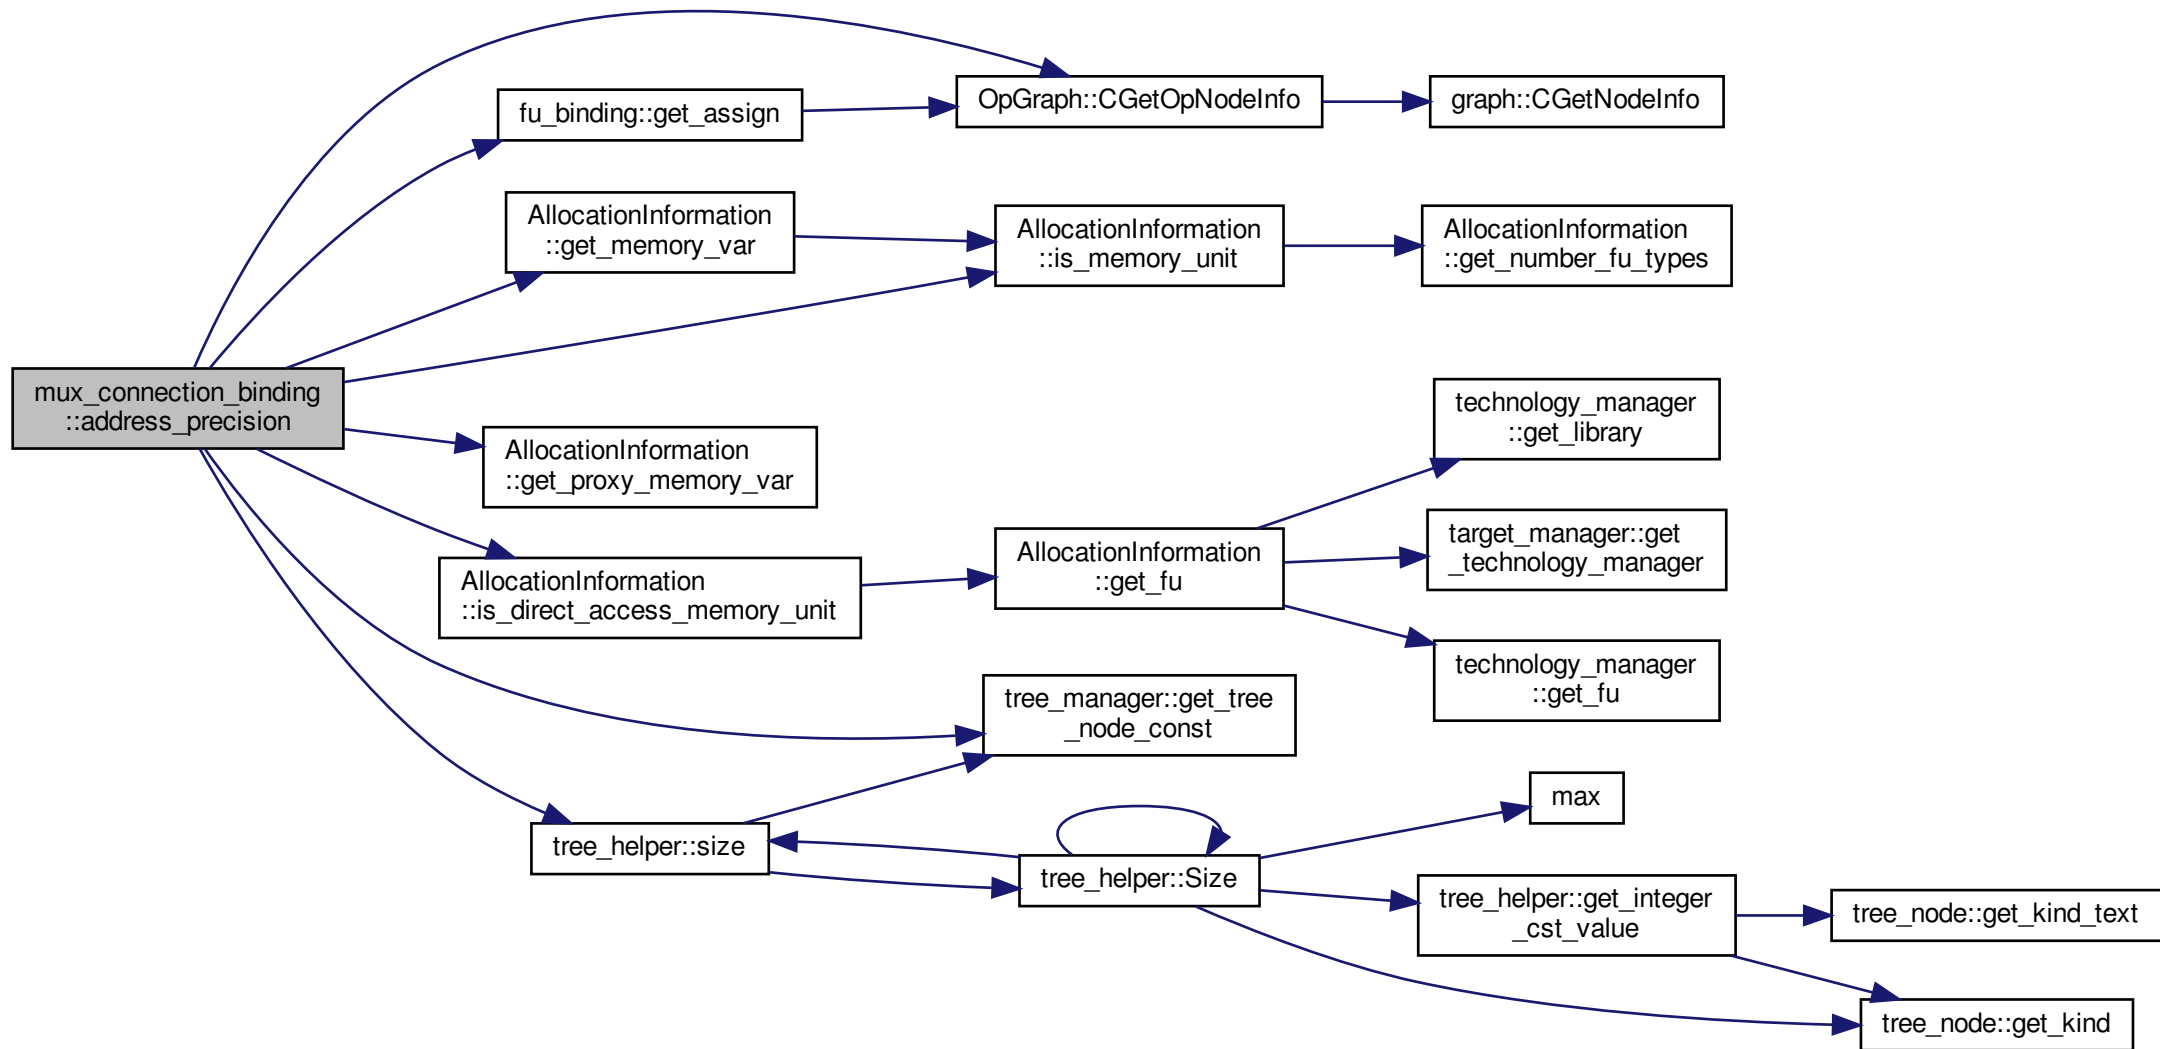 mux_connection_binding
::address_precision
OpGraph::CGetOpNodeInfo
graph::CGetNodeInfo
fu_binding::get_assign
AllocationInformation
::get_memory_var
AllocationInformation
::is_memory_unit
AllocationInformation
::get_number_fu_types
AllocationInformation
::get_proxy_memory_var
AllocationInformation
::is_direct_access_memory_unit
AllocationInformation
::get_fu
technology_manager
::get_library
target_manager::get
_technology_manager
technology_manager
::get_fu
tree_manager::get_tree
_node_const
tree_helper::size
tree_helper::Size
max
tree_helper::get_integer
_cst_value
tree_node::get_kind_text
tree_node::get_kind